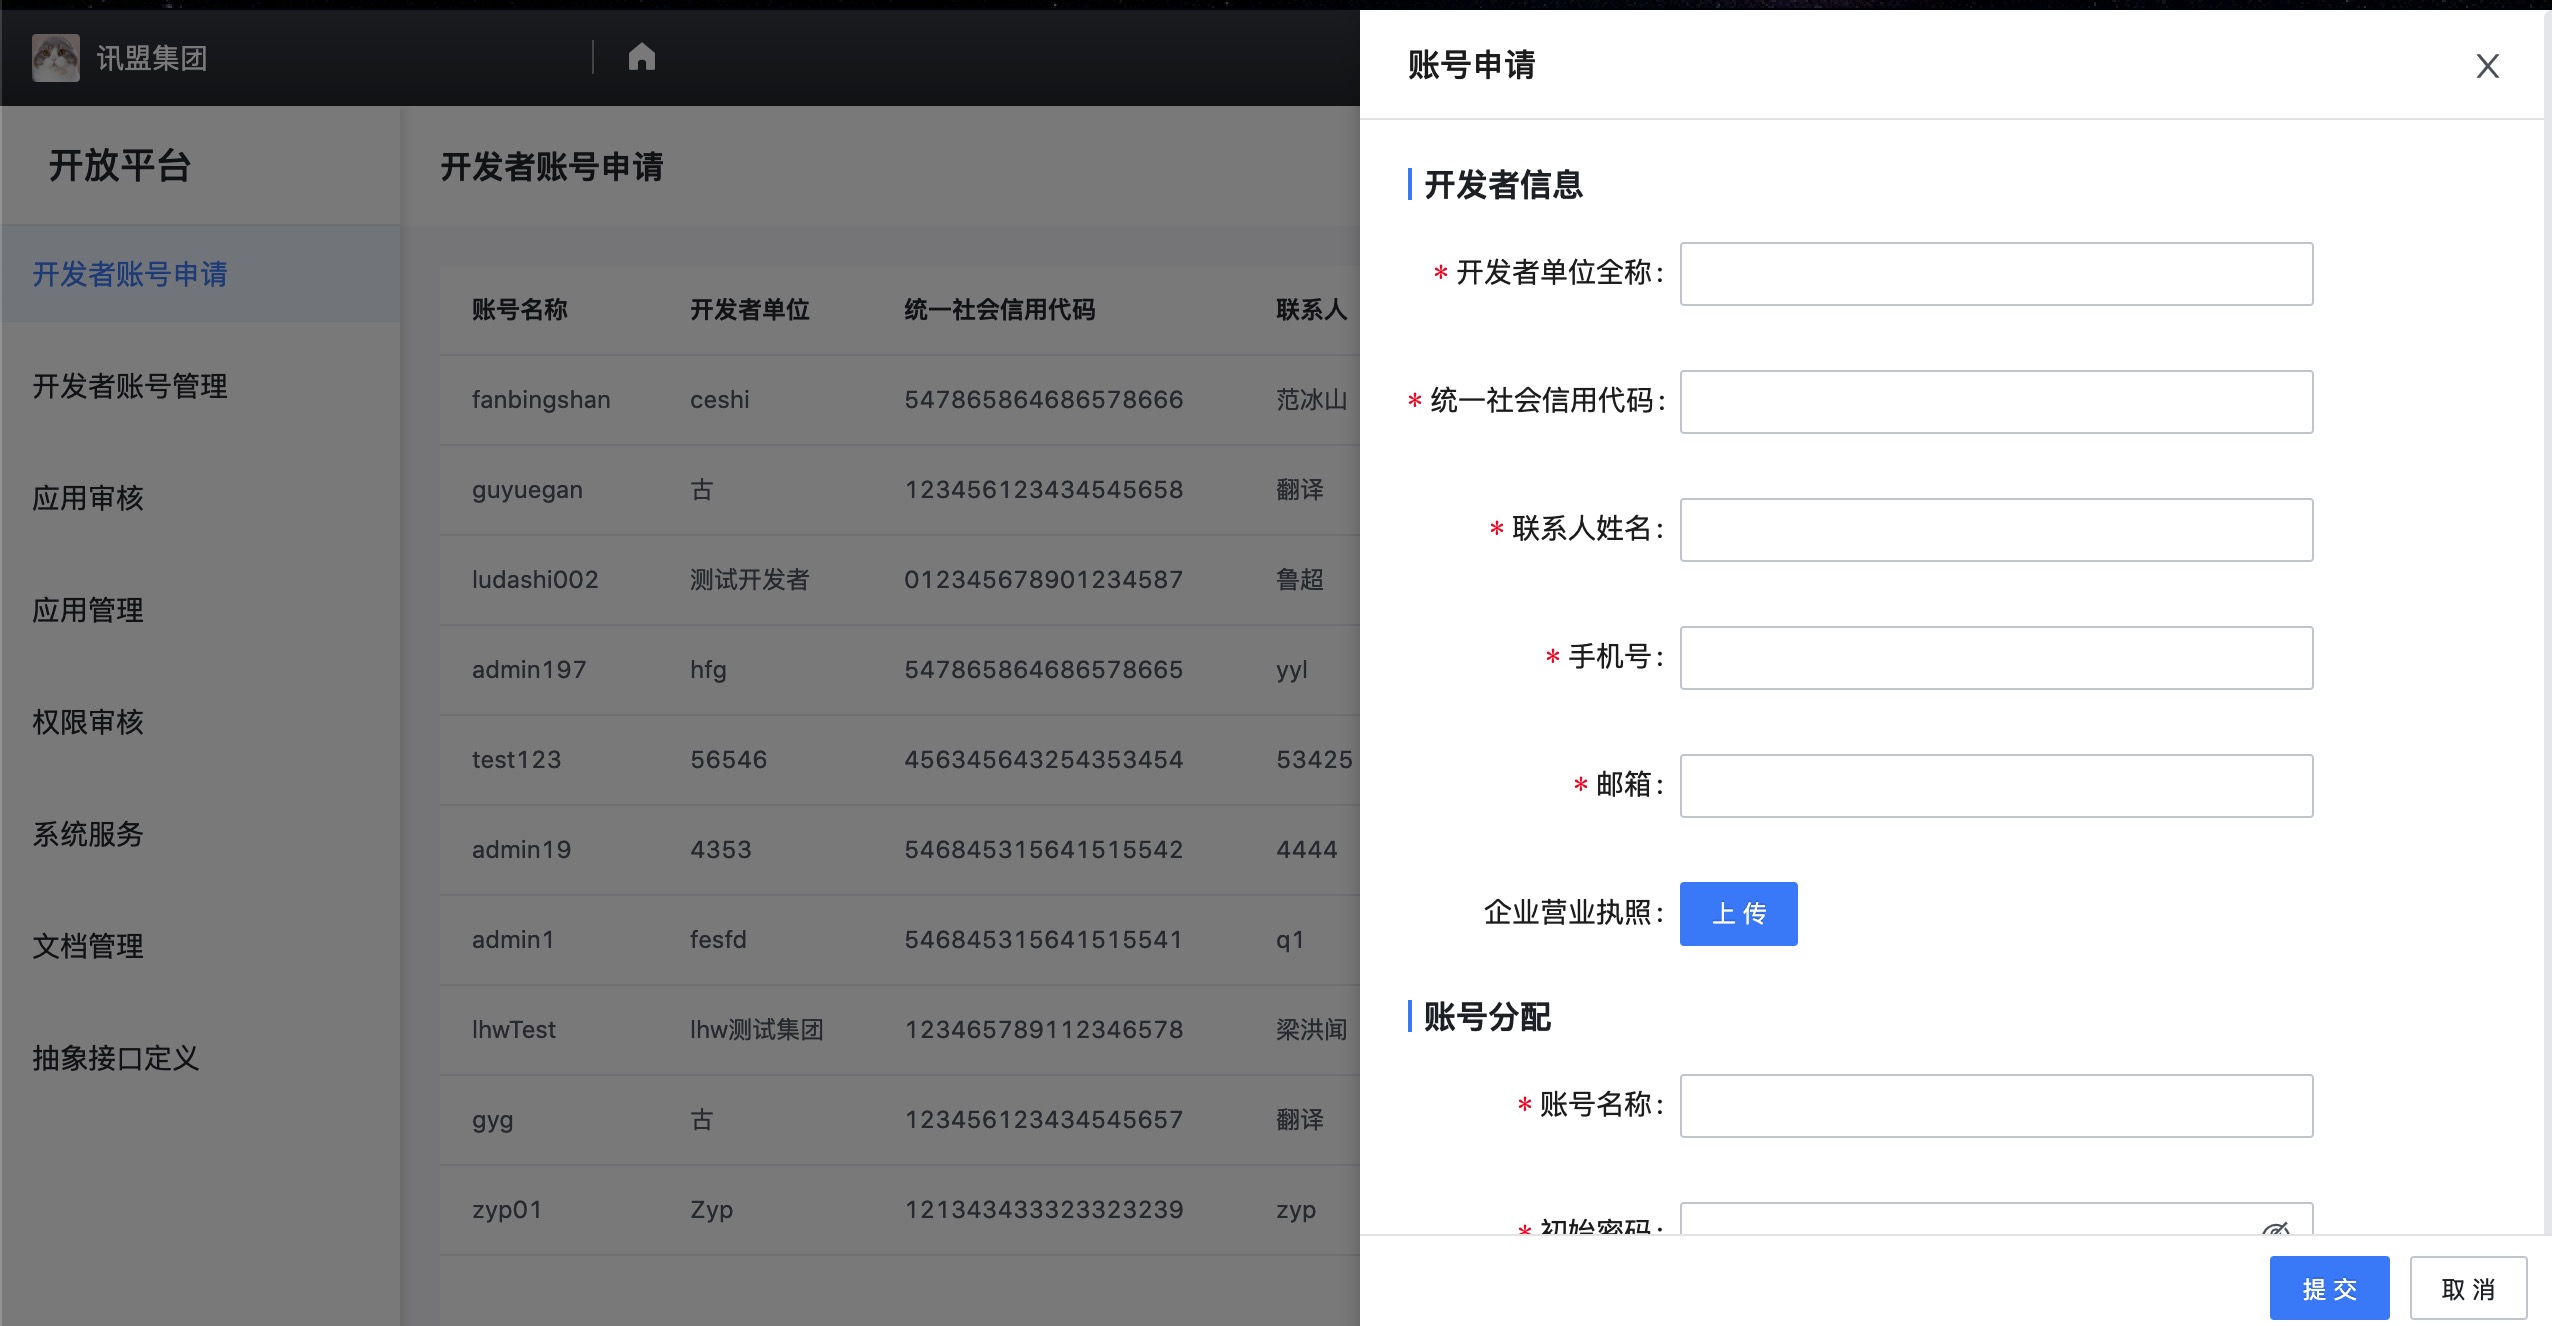 讯盟集团
开放平台
开发者账号申请
开发者账号管理
应用审核
应用管理
权限审核
系统服务
文档管理
抽象接口定义
开发者账号申请
账号名称 开发者单位 统一社会信用代码 联系人
fanbingshan ceshi 547865864686578666 范冰山
guyuegan 古 123456123434545658 翻译
ludashi002 测试开发者 012345678901234587 鲁超
admin197 hfg 547865864686578665 yyl
test123 56546 456345643254353454 53425
admin19 4353 546845315641515542 4444
admin1 fesfd 546845315641515541 q1
lhwTest lhw测试集团 123465789112346578 梁洪闻
gyg 古 123456123434545657 翻译
zyp01 Zyp 121343433323323239 zyp
账号申请
开发者信息
* 开发者单位全称:
* 统一社会信用代码:
* 联系人姓名:
* 手机号:
* 邮箱:
企业营业执照: 上传
账号分配
* 账号名称:
* 初始密码:
提交 取消